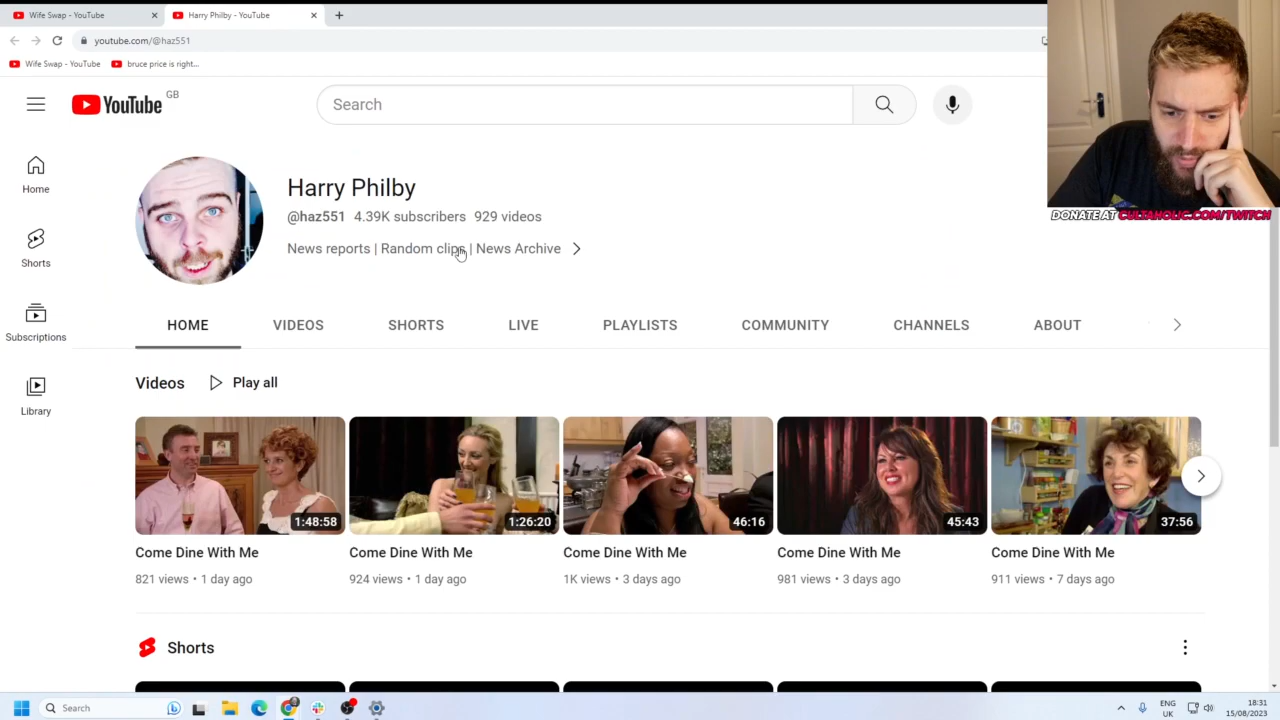 Wife Swap - YouTube
Harry Philby - YouTube
youtube.com/@haz551
Wife Swap - YouTube
bruce price is right...
YouTube GB
Search
Home
Shorts
Subscriptions
Library
Harry Philby
@haz551 4.39K subscribers 929 videos
News reports | Random clips | News Archive
DONATE AT CULTAHOLIC.COM/TWITCH
HOME VIDEOS SHORTS LIVE PLAYLISTS COMMUNITY CHANNELS ABOUT
Videos Play all
1:48:58 1:26:20 46:16 45:43 37:56
Come Dine With Me Come Dine With Me Come Dine With Me Come Dine With Me Come Dine With Me
821 views • 1 day ago 924 views • 1 day ago 1K views • 3 days ago 981 views • 3 days ago 911 views • 7 days ago
Shorts
Search
ENG
UK
18:31
15/08/2023